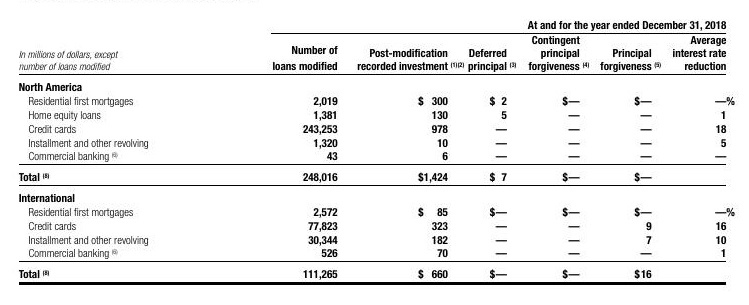 At and for the year ended December 31, 2018
In millions of dollars, except number of loans modified Number of loans modified Post-modification recorded investment (1)(2) Deferred principal (3) Contingent principal forgiveness (4) Principal forgiveness (5) Average interest rate reduction
North America
Residential first mortgages 2,019 $ 300 $ 2 $— $— —%
Home equity loans 1,381 130 5 — — 1
Credit cards 243,253 978 — — — 18
Installment and other revolving 1,320 10 — — — 5
Commercial banking (6) 43 6 — — — —
Total (8) 248,016 $1,424 $ 7 $— $—
International
Residential first mortgages 2,572 $ 85 $— $— $— —%
Credit cards 77,823 323 — — 9 16
Installment and other revolving 30,344 182 — — 7 10
Commercial banking (6) 526 70 — — — 1
Total (8) 111,265 $ 660 $— $— $16